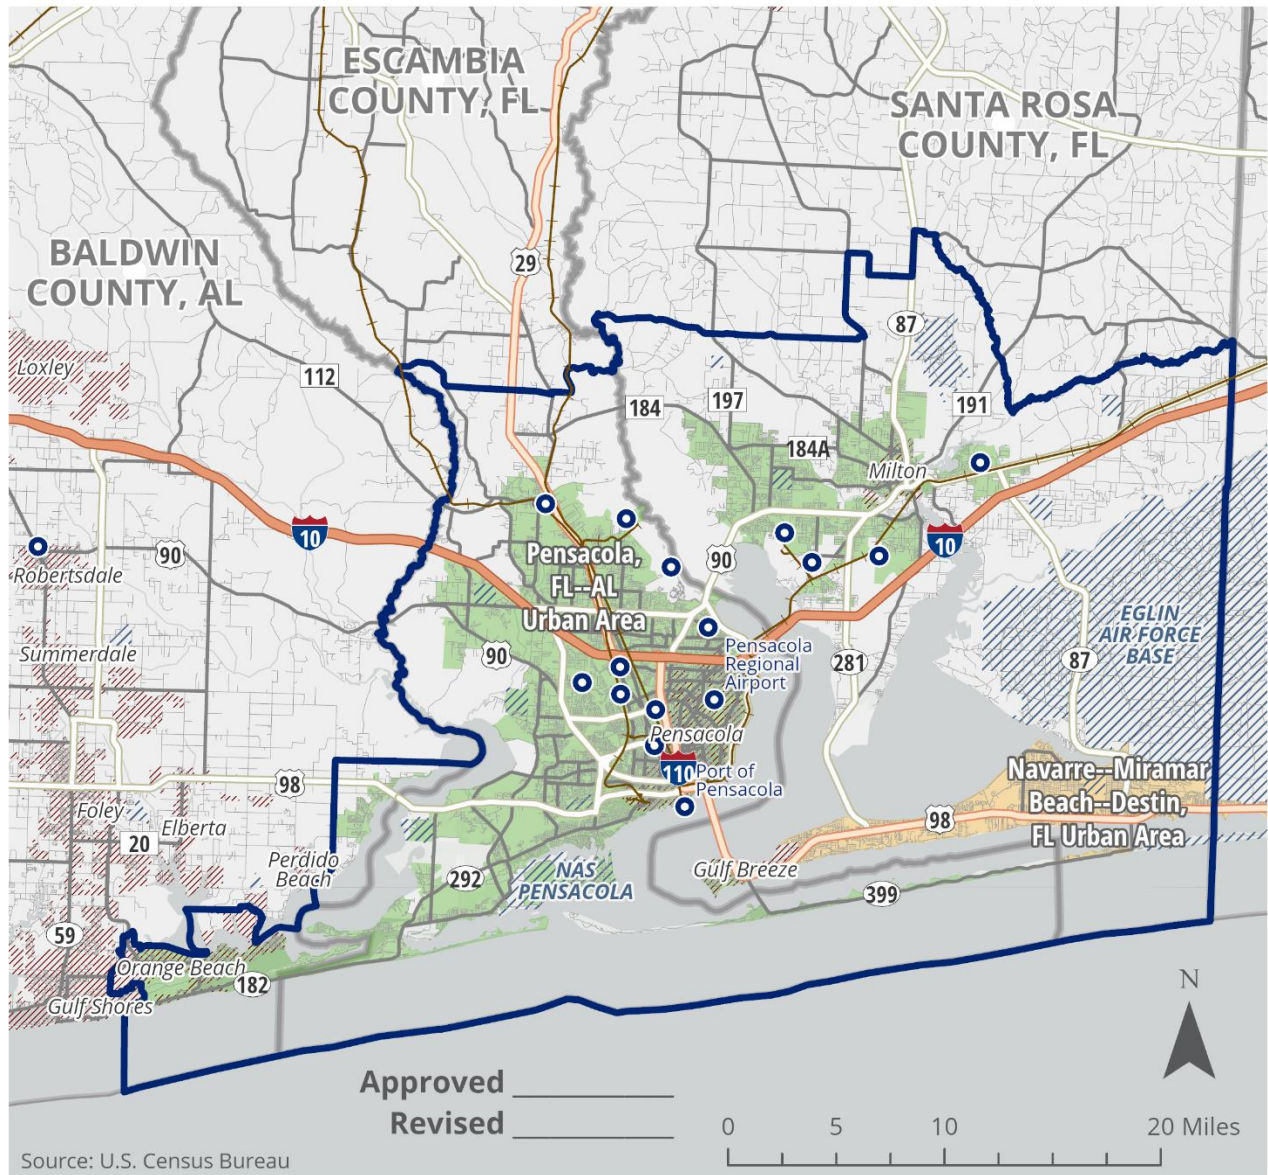 ESCAMBIA
COUNTY, FL
SANTA ROSA
COUNTY, FL
BALDWIN
COUNTY, AL
29
87
Loxley
112
184
197
191
184A
Milton
10
90
10
Robertsdale
Pensacola,
FL--AL
Urban Area
90
EGLIN
AIR FORCE
BASE
Summerdale
90
Pensacola
Regional
Airport
281
87
Pensacola
110
Port of
Pensacola
98
Navarre--Miramar
Beach--Destin,
FL Urban Area
Foley
20
Elberta
98
Perdido
Beach
292
NAS
PENSACOLA
Gulf Breeze
399
59
Orange Beach
182
Gulf Shores
N
Approved
Revised
0 5 10 20 Miles
Source: U.S. Census Bureau